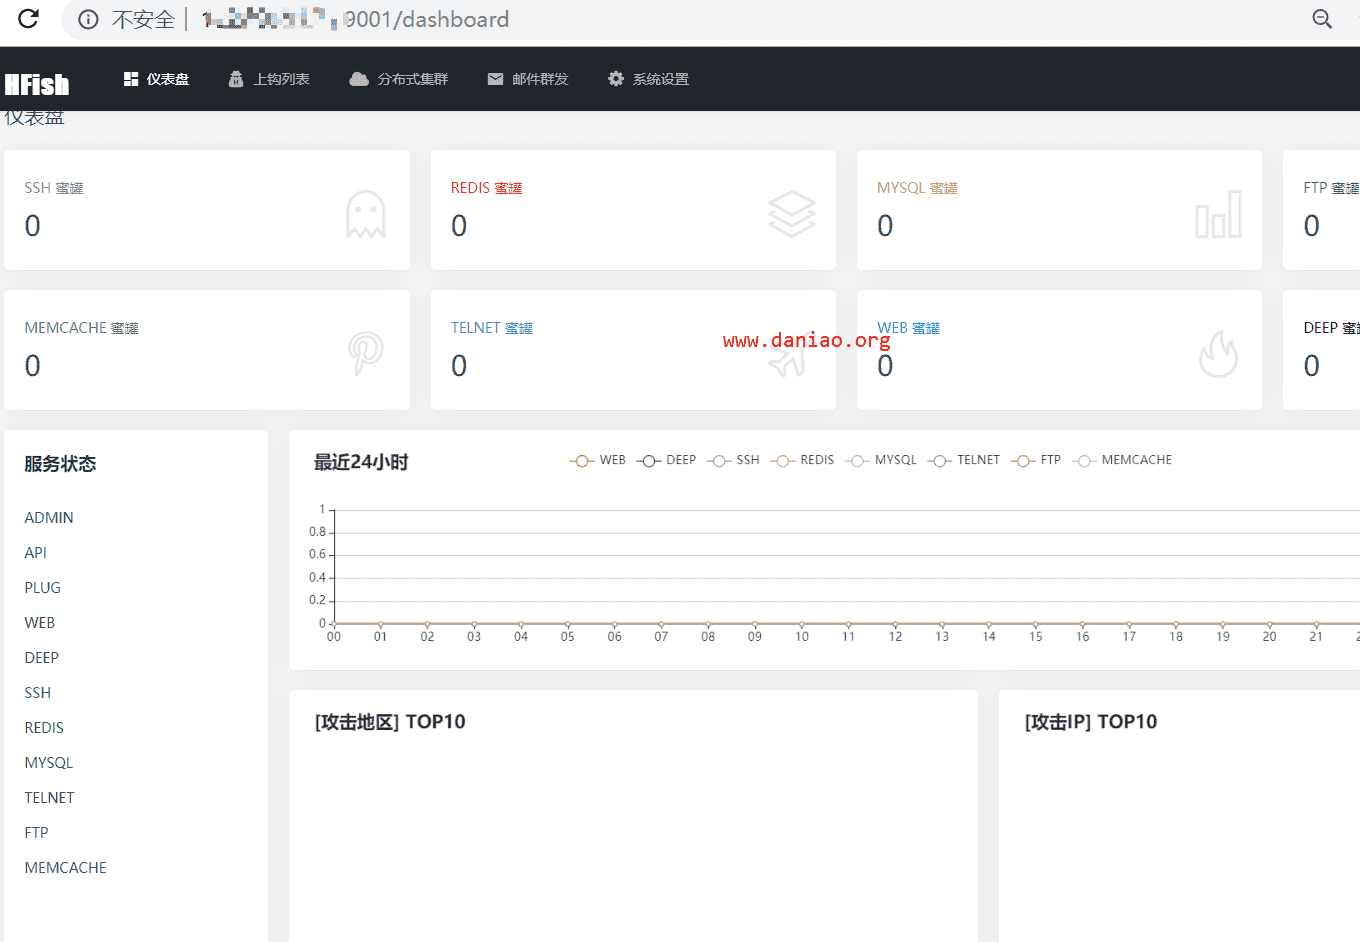 不安全 9001/dashboard
HFish 仪表盘 上钩列表 分布式集群 邮件群发 系统设置
仪表盘
SSH 蜜罐 REDIS 蜜罐 MYSQL 蜜罐 FTP 蜜罐
0 0 0 0
MEMCACHE 蜜罐 TELNET 蜜罐 WEB 蜜罐 DEEP
www.daniao.org
0 0 0 0
服务状态
ADMIN
API
PLUG
WEB
DEEP
SSH
REDIS
MYSQL
TELNET
FTP
MEMCACHE
最近24小时 WEB DEEP SSH REDIS MYSQL TELNET FTP MEMCACHE
1
0.8
0.6
0.4
0.2
0
00 01 02 03 04 05 06 07 08 09 10 11 12 13 14 15 16 17 18 19 20 21
[攻击地区] TOP10 [攻击IP] TOP10